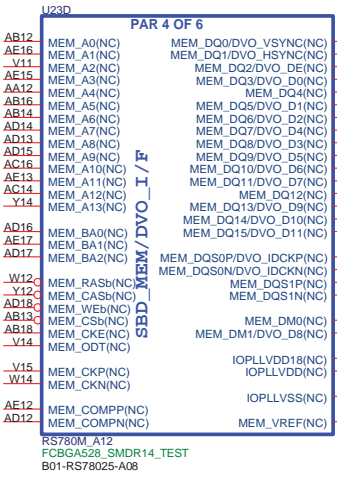 U23D
PAR 4 OF 6
AB12 MEM_A0(NC) MEM_DQ0/DVO_VSYNC(NC)
AE16 MEM_A1(NC) MEM_DQ1/DVO_HSYNC(NC)
V11 MEM_A2(NC) MEM_DQ2/DVO_DE(NC)
AE15 MEM_A3(NC) MEM_DQ3/DVO_D0(NC)
AA12 MEM_A4(NC) MEM_DQ4(NC)
AB16 MEM_A5(NC) MEM_DQ5/DVO_D1(NC)
AB14 MEM_A6(NC) MEM_DQ6/DVO_D2(NC)
AD14 MEM_A7(NC) MEM_DQ7/DVO_D4(NC)
AD13 MEM_A8(NC) MEM_DQ8/DVO_D3(NC)
AD15 MEM_A9(NC) MEM_DQ9/DVO_D5(NC)
AC16 MEM_A10(NC) MEM_DQ10/DVO_D6(NC)
AE13 MEM_A11(NC) MEM_DQ11/DVO_D7(NC)
AC14 MEM_A12(NC) MEM_DQ12(NC)
Y14 MEM_A13(NC) MEM_DQ13/DVO_D9(NC)
MEM_DQ14/DVO_D10(NC)
AD16 MEM_BA0(NC) MEM_DQ15/DVO_D11(NC)
AE17 MEM_BA1(NC)
AD17 MEM_BA2(NC) MEM_DQS0P/DVO_IDCKP(NC)
MEM_DQS0N/DVO_IDCKN(NC)
W12 MEM_RASb(NC) MEM_DQS1P(NC)
Y12 MEM_CASb(NC) MEM_DQS1N(NC)
AD18 MEM_WEb(NC)
AB13 MEM_CSb(NC) MEM_DM0(NC)
AB18 MEM_CKE(NC) MEM_DM1/DVO_D8(NC)
V14 MEM_ODT(NC)
IOPLLVDD18(NC)
V15 MEM_CKP(NC) IOPLLVDD(NC)
W14 MEM_CKN(NC)
IOPLLVSS(NC)
AE12 MEM_COMPP(NC)
AD12 MEM_COMPN(NC) MEM_VREF(NC)
SBD_MEM/DVO_I/F
RS780M_A12
FCBGA528_SMDR14_TEST
B01-RS78025-A08